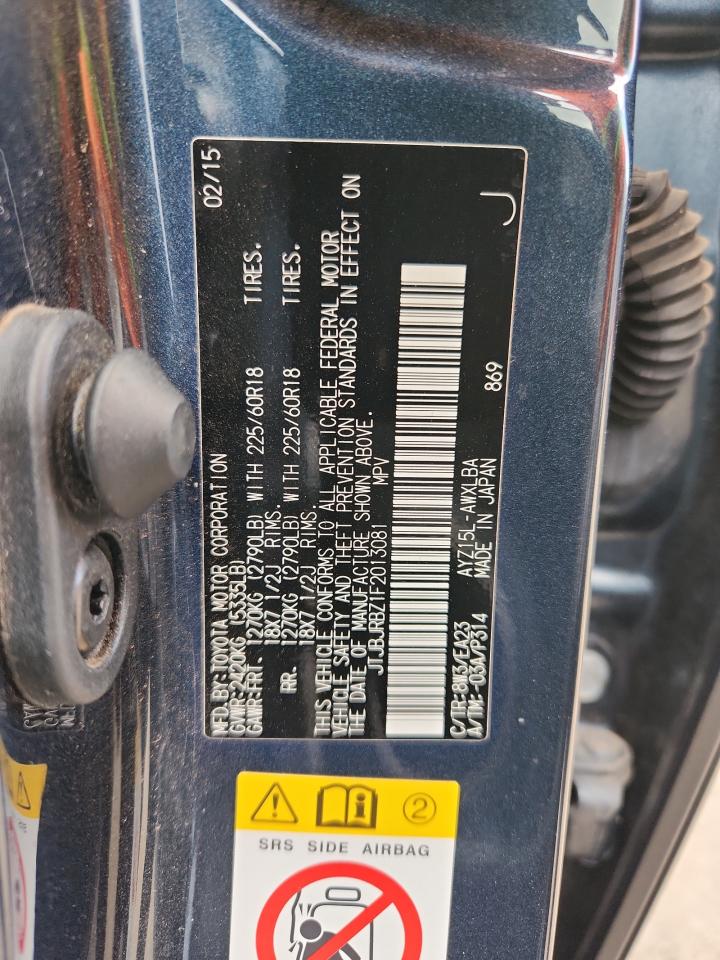 MFD.BY:TOYOTA MOTOR CORPORATION 02/15
GVWR:2420KG (5335LB)
GAWR:FRT. 1270KG (2790LB) WITH 225/60R18 TIRES.
18X7 1/2J RIMS.
RR. 1270KG (2790LB) WITH 225/60R18 TIRES.
18X7 1/2J RIMS.
THIS VEHICLE CONFORMS TO ALL APPLICABLE FEDERAL MOTOR
VEHICLE SAFETY AND THEFT PREVENTION STANDARDS IN EFFECT ON
THE DATE OF MANUFACTURE SHOWN ABOVE.
JTJBJRBZ1F2013081 MPV
C/TR:8W3/EA23 AYZ15L-AWXLBA 869
A/TM:-03A/P314 MADE IN JAPAN J
2
SRS SIDE AIRBAG